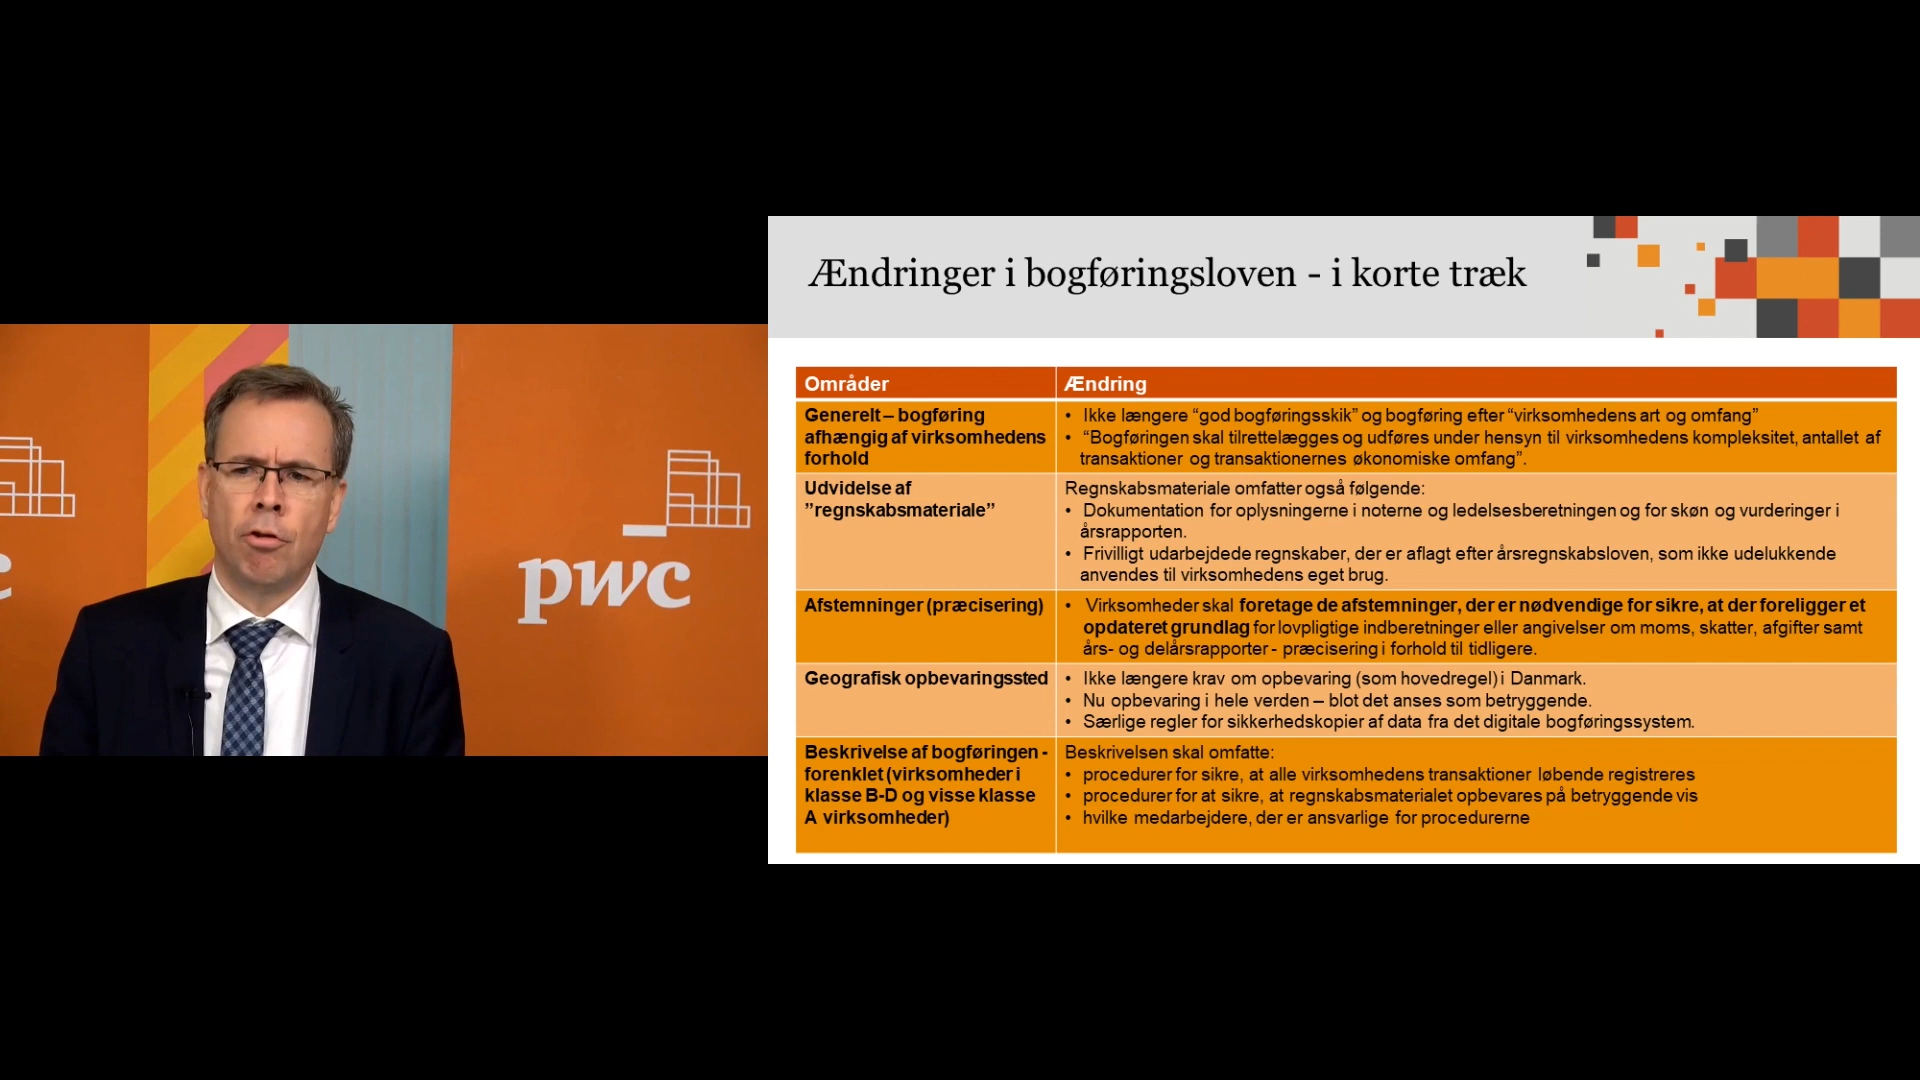 pwc
Ændringer i bogføringsloven - i korte træk
Områder
Ændring
Generelt – bogføring
afhængig af virksomhedens
forhold
• Ikke længere “god bogføringsskik” og bogføring efter “virksomhedens art og omfang”
• “Bogføringen skal tilrettelægges og udføres under hensyn til virksomhedens kompleksitet, antallet af
transaktioner og transaktionernes økonomiske omfang”.
Udvidelse af
”regnskabsmateriale”
Regnskabsmateriale omfatter også følgende:
• Dokumentation for oplysningerne i noterne og ledelsesberetningen og for skøn og vurderinger i
årsrapporten.
• Frivilligt udarbejdede regnskaber, der er aflagt efter årsregnskabsloven, som ikke udelukkende
anvendes til virksomhedens eget brug.
Afstemninger (præcisering)
• Virksomheder skal foretage de afstemninger, der er nødvendige for sikre, at der foreligger et
opdateret grundlag for lovpligtige indberetninger eller angivelser om moms, skatter, afgifter samt
års- og delårsrapporter - præcisering i forhold til tidligere.
Geografisk opbevaringssted
• Ikke længere krav om opbevaring (som hovedregel) i Danmark.
• Nu opbevaring i hele verden – blot det anses som betryggende.
• Særlige regler for sikkerhedskopier af data fra det digitale bogføringssystem.
Beskrivelse af bogføringen -
forenklet (virksomheder i
klasse B-D og visse klasse
A virksomheder)
Beskrivelsen skal omfatte:
• procedurer for sikre, at alle virksomhedens transaktioner løbende registreres
• procedurer for at sikre, at regnskabsmaterialet opbevares på betryggende vis
• hvilke medarbejdere, der er ansvarlige for procedurerne